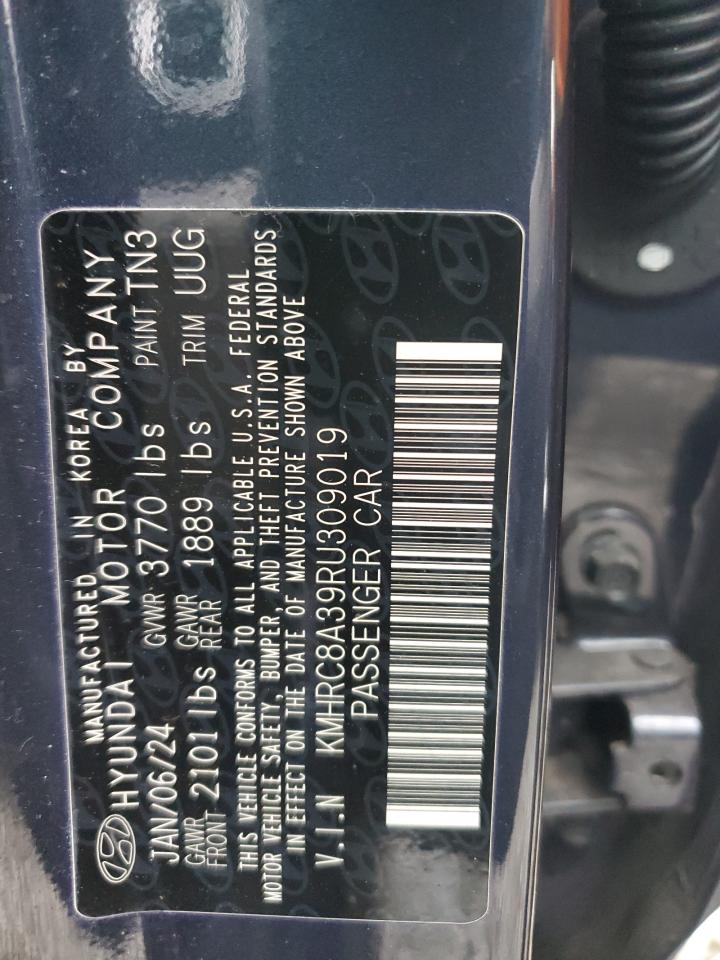 MANUFACTURED IN KOREA BY
HYUNDAI MOTOR COMPANY
JAN/06/24 GVWR 3770 lbs PAINT TN3
GAWR FRONT 2101 lbs GAWR REAR 1889 lbs TRIM UUG
THIS VEHICLE CONFORMS TO ALL APPLICABLE U.S.A. FEDERAL
MOTOR VEHICLE SAFETY, BUMPER, AND THEFT PREVENTION STANDARDS
IN EFFECT ON THE DATE OF MANUFACTURE SHOWN ABOVE
V.I.N KMHRC8A39RU309019
PASSENGER CAR